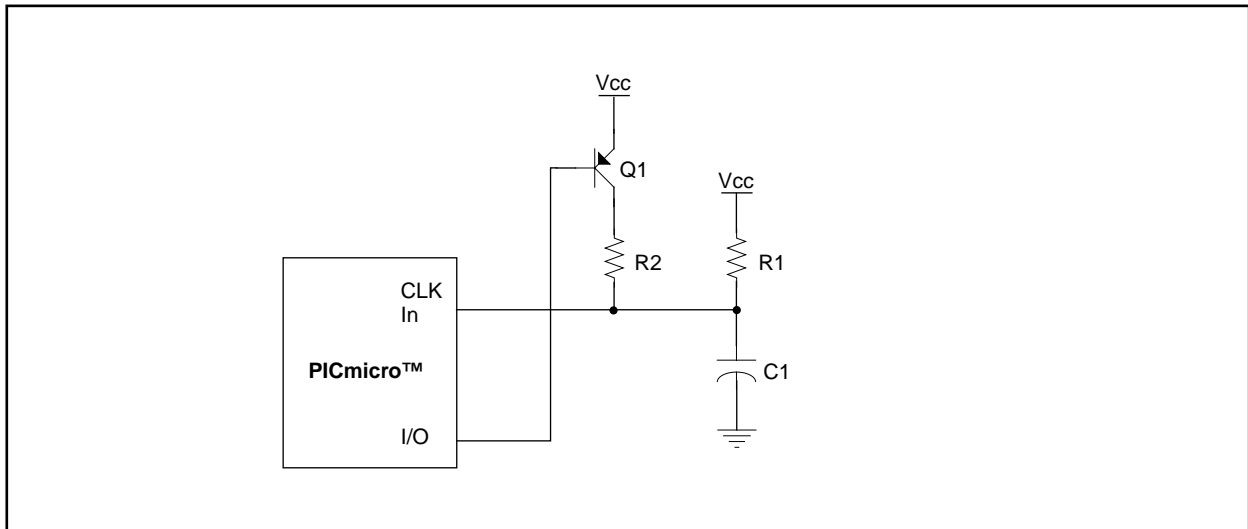 Vcc
Q1
Vcc
R2
R1
CLK
In
PICmicro™
C1
I/O